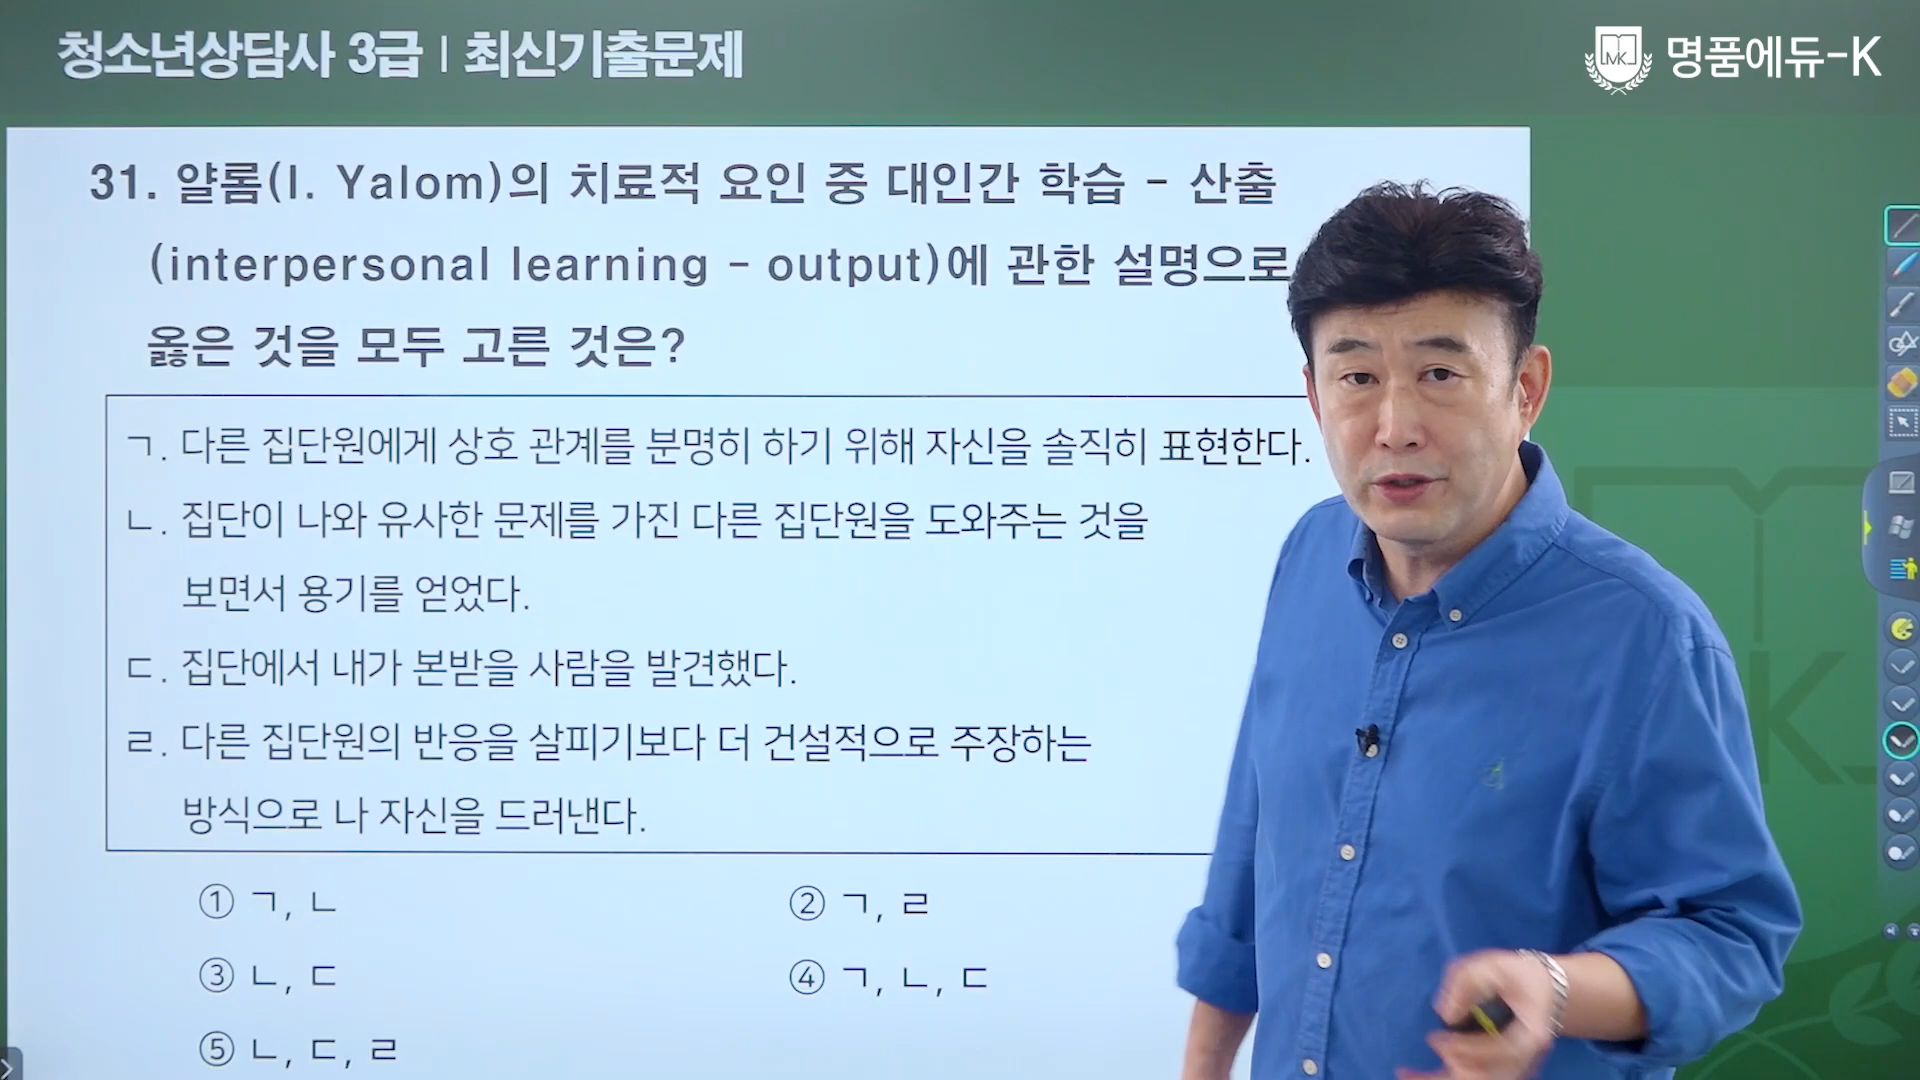 청소년상담사 3급 | 최신기출문제
명품에듀-K
MK
31. 얄롬(I. Yalom)의 치료적 요인 중 대인간 학습 - 산출
(interpersonal learning - output)에 관한 설명으로
옳은 것을 모두 고른 것은?
ㄱ. 다른 집단원에게 상호 관계를 분명히 하기 위해 자신을 솔직히 표현한다.
ㄴ. 집단이 나와 유사한 문제를 가진 다른 집단원을 도와주는 것을
보면서 용기를 얻었다.
ㄷ. 집단에서 내가 본받을 사람을 발견했다.
ㄹ. 다른 집단원의 반응을 살피기보다 더 건설적으로 주장하는
방식으로 나 자신을 드러낸다.
① ㄱ, ㄴ
② ㄱ, ㄹ
③ ㄴ, ㄷ
④ ㄱ, ㄴ, ㄷ
⑤ ㄴ, ㄷ, ㄹ